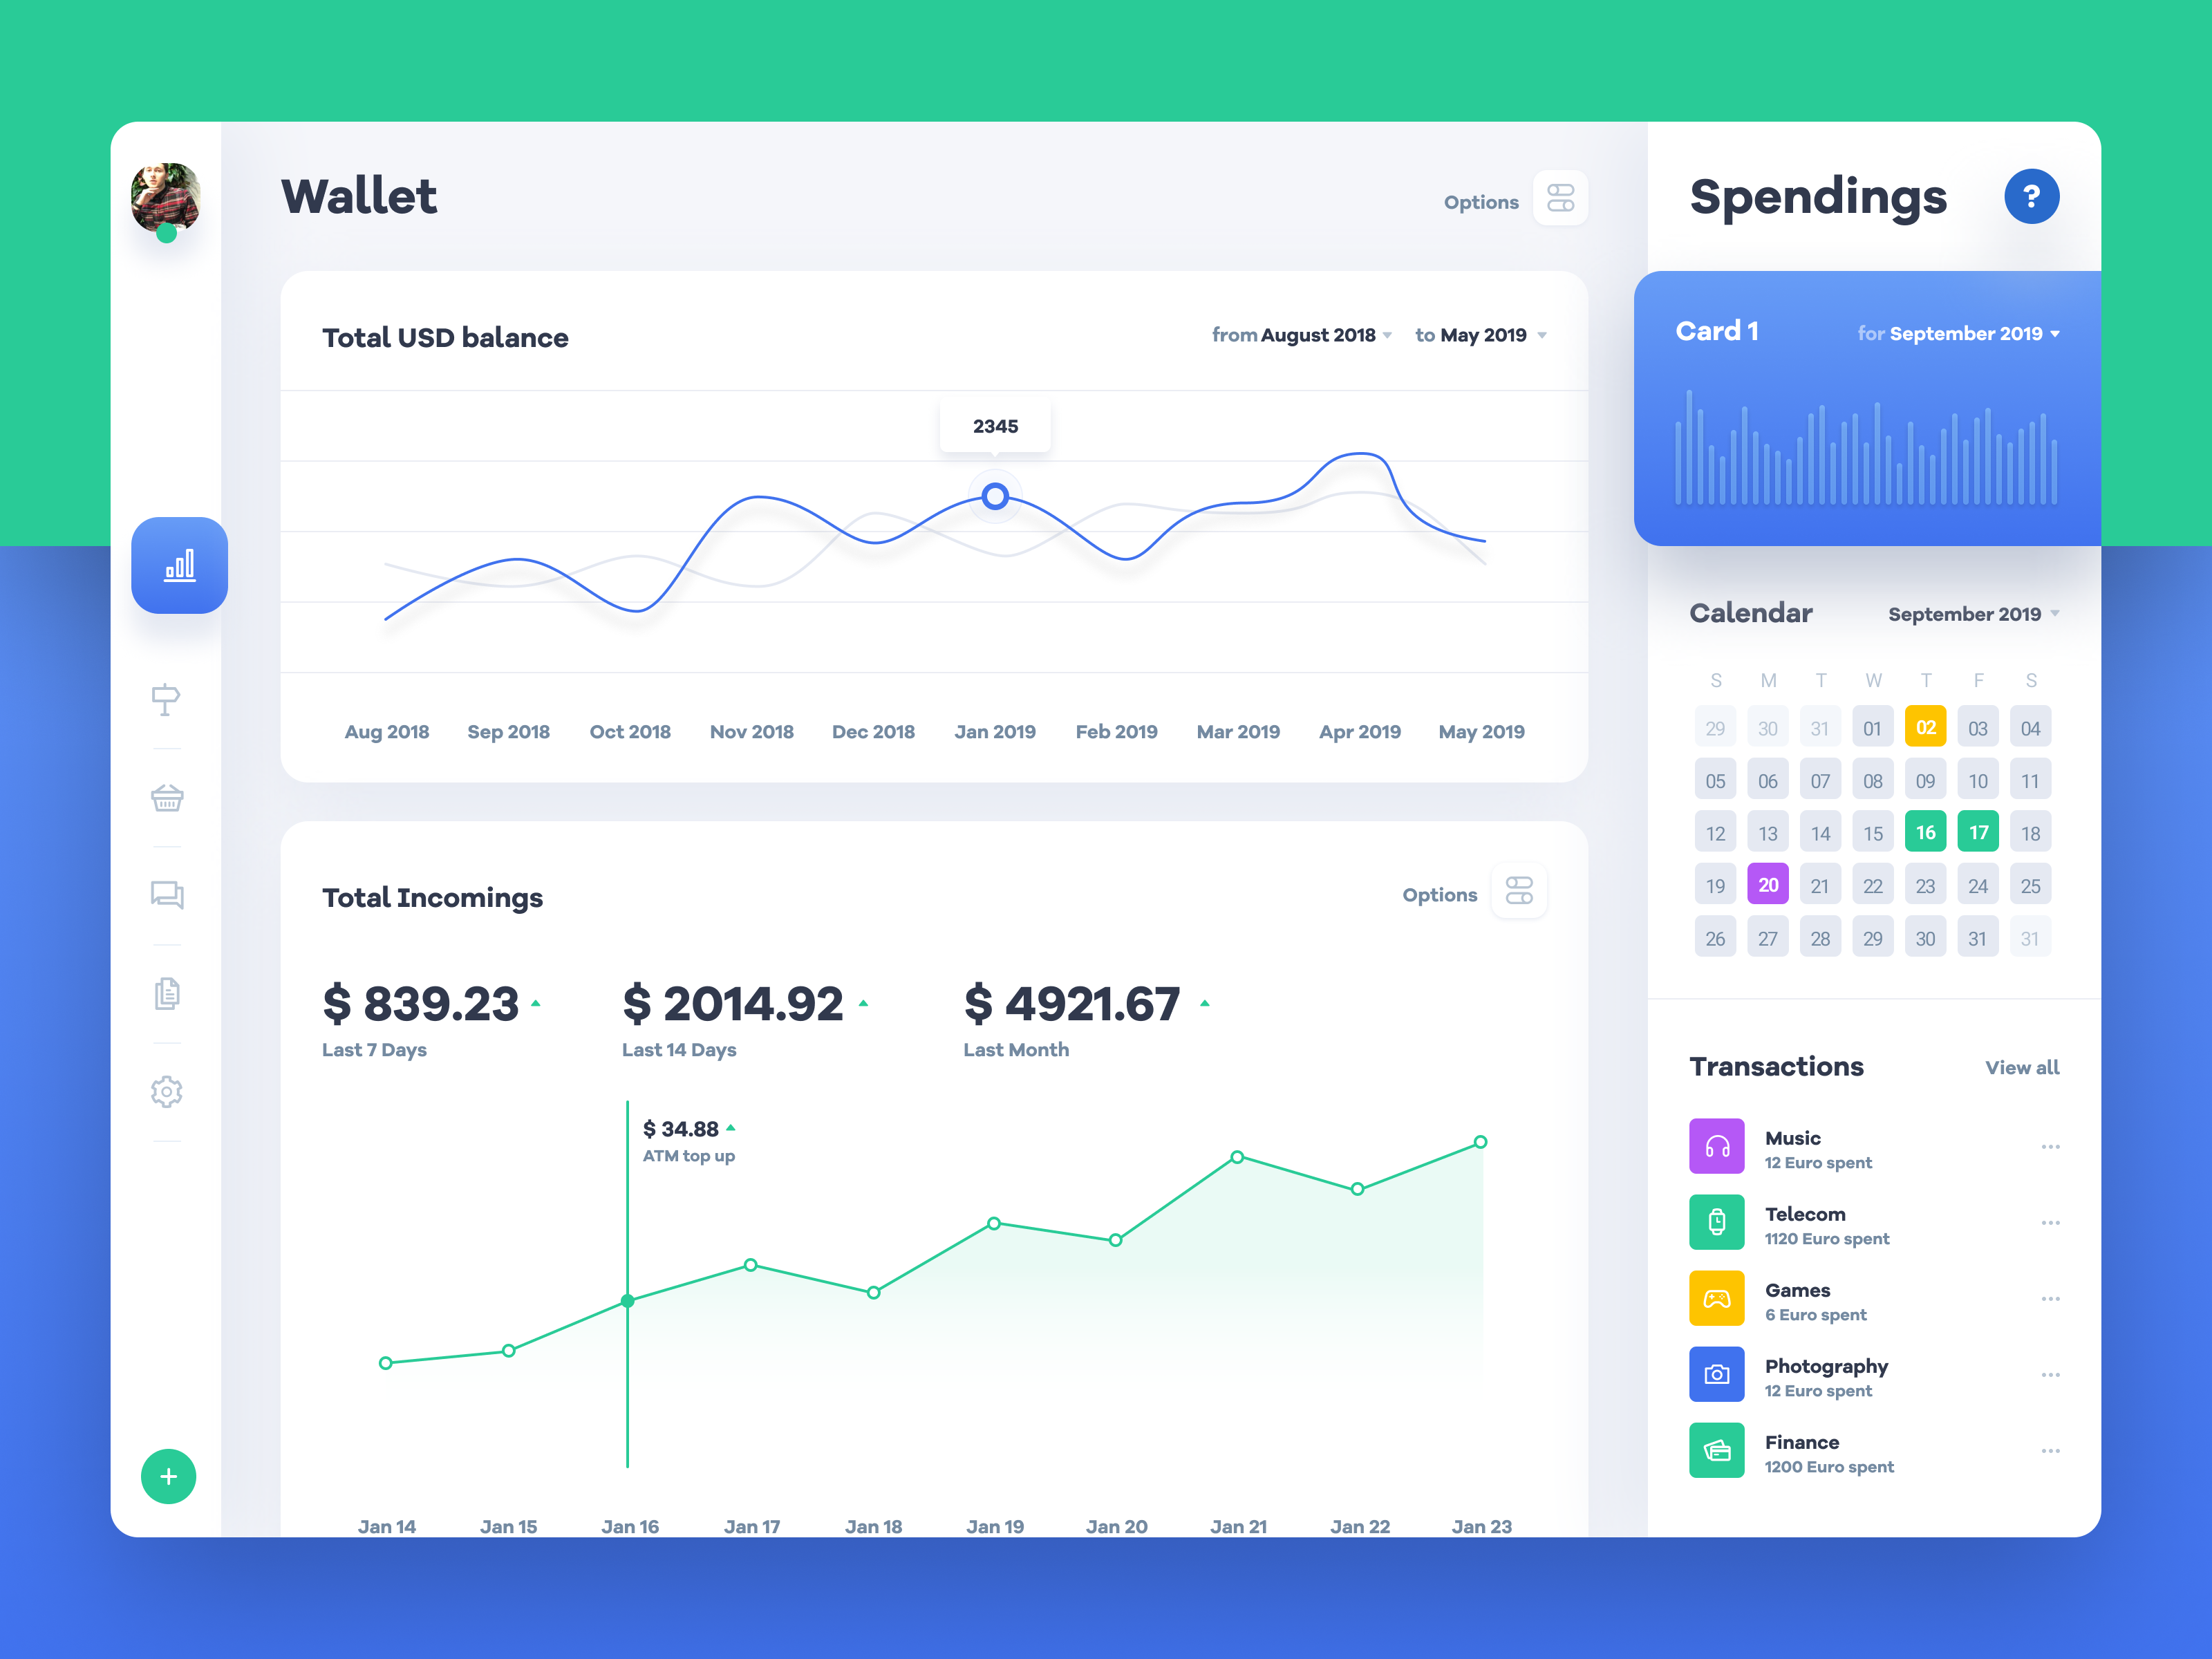 Wallet
Options
Total USD balance
from August 2018 to May 2019
2345
Aug 2018 Sep 2018 Oct 2018 Nov 2018 Dec 2018 Jan 2019 Feb 2019 Mar 2019 Apr 2019 May 2019
Total Incomings
Options
$ 839.23
Last 7 Days
$ 2014.92
Last 14 Days
$ 4921.67
Last Month
$ 34.88
ATM top up
Jan 14 Jan 15 Jan 16 Jan 17 Jan 18 Jan 19 Jan 20 Jan 21 Jan 22 Jan 23
Spendings
?
Card 1
for September 2019
Calendar
September 2019
S M T W T F S
29 30 31 01 02 03 04
05 06 07 08 09 10 11
12 13 14 15 16 17 18
19 20 21 22 23 24 25
26 27 28 29 30 31 31
Transactions
View all
Music
12 Euro spent
Telecom
1120 Euro spent
Games
6 Euro spent
Photography
12 Euro spent
Finance
1200 Euro spent